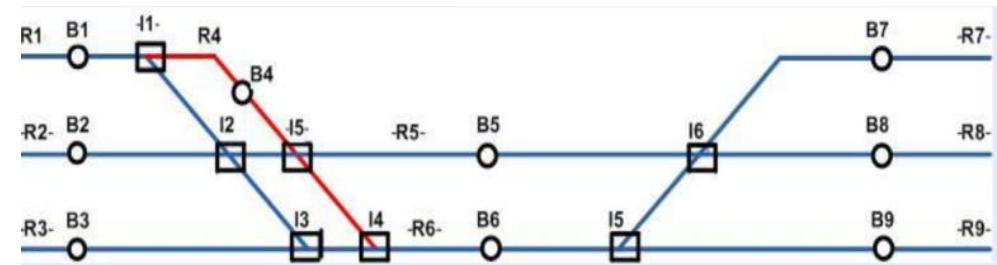 R1 B1 -I1- R4 B7 -R7-
B4
-R2- B2 I2 -I5- -R5- B5 I6 B8 -R8-
-R3- B3 I3 I4 -R6- B6 I5 B9 -R9-